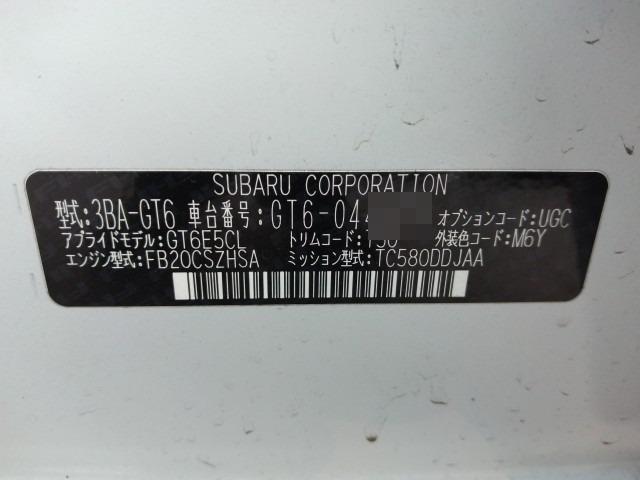 SUBARU CORPORATION
型式:3BA-GT6 車台番号:GT6-04 オプションコード:UGC
アプライドモデル:GT6E5CL トリムコード: 外装色コード:M6Y
エンジン型式:FB20CSZHSA ミッション型式:TC580DDJAA